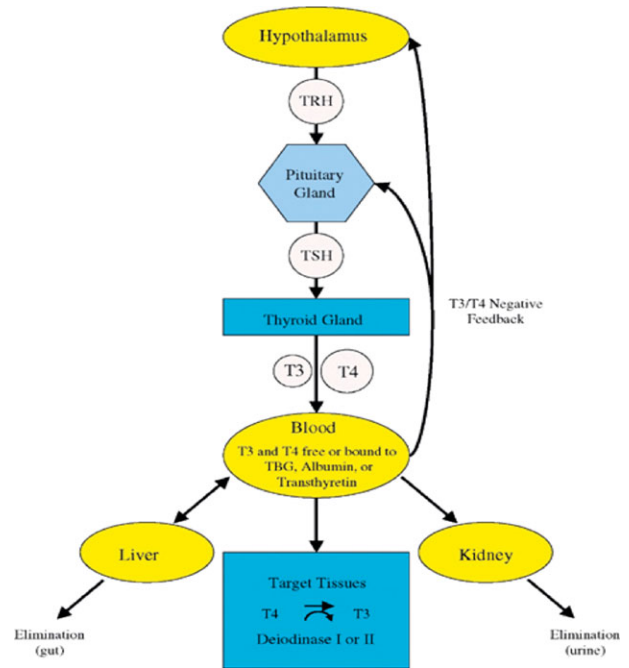 Hypothalamus
TRH
Pituitary
Gland
TSH
T3/T4 Negative
Feedback
Thyroid Gland
T3
T4
Blood
T3 and T4 free or bound to
TBG, Albumin, or
Transthyretin
Liver
Kidney
Target Tissues
T4 T3
Deiodinase I or II
Elimination
(gut)
Elimination
(urine)